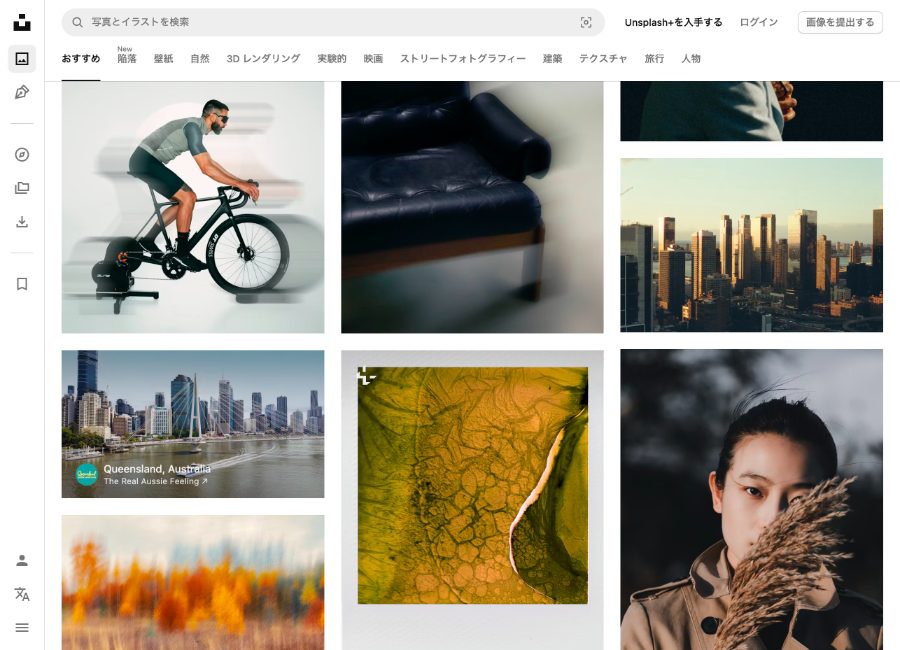 写真とイラストを検索
Unsplash+を入手する
ログイン
画像を提出する
おすすめ
New
陥落
壁紙
自然
3D レンダリング
実験的
映画
ストリートフォトグラフィー
建築
テクスチャ
旅行
人物
Queensland, Australia
The Real Aussie Feeling ↗